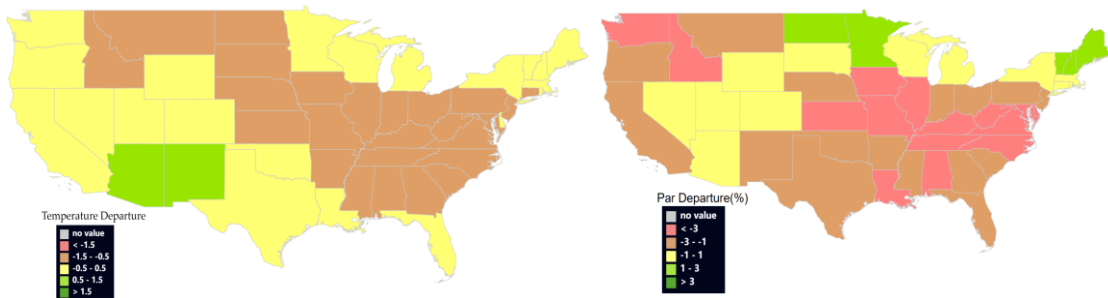 Temperature Departure
no value
< -1.5
-1.5 - -0.5
-0.5 - 0.5
0.5 - 1.5
> 1.5
Par Departure(%)
no value
< -3
-3 - -1
-1 - 1
1 - 3
> 3